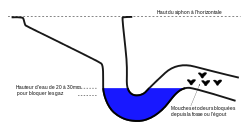 Haut du siphon à l'horizontale
Hauteur d'eau de 20 à 30mm
pour bloquer les gaz
Mouches et odeurs bloquées
depuis la fosse ou l'égout